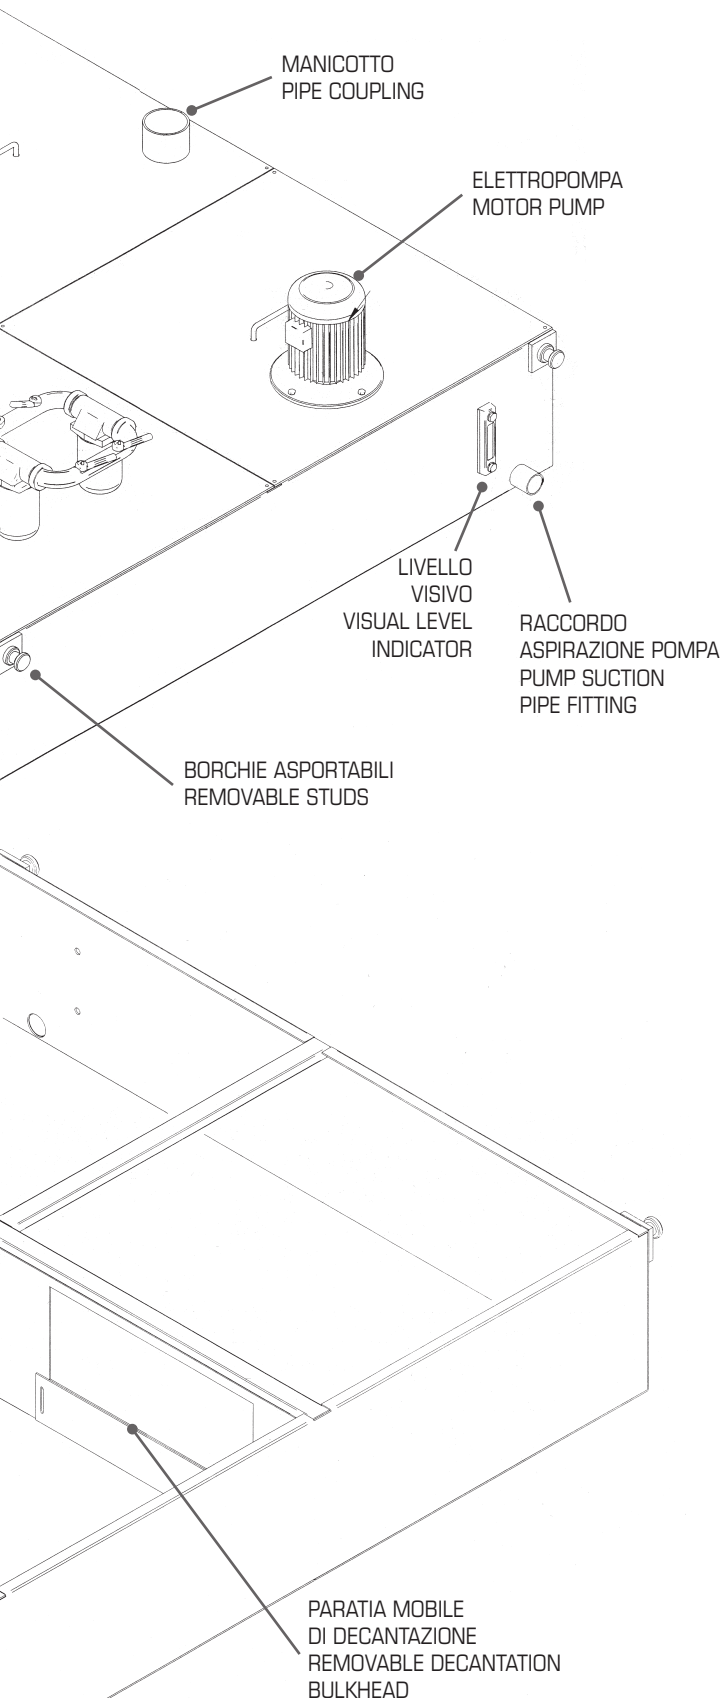 MANICOTTO
PIPE COUPLING
ELETTROPOMPA
MOTOR PUMP
LIVELLO
VISIVO
VISUAL LEVEL
INDICATOR
RACCORDO
ASPIRAZIONE POMPA
PUMP SUCTION
PIPE FITTING
BORCHIE ASPORTABILI
REMOVABLE STUDS
PARATIA MOBILE
DI DECANTAZIONE
REMOVABLE DECANTATION
BULKHEAD